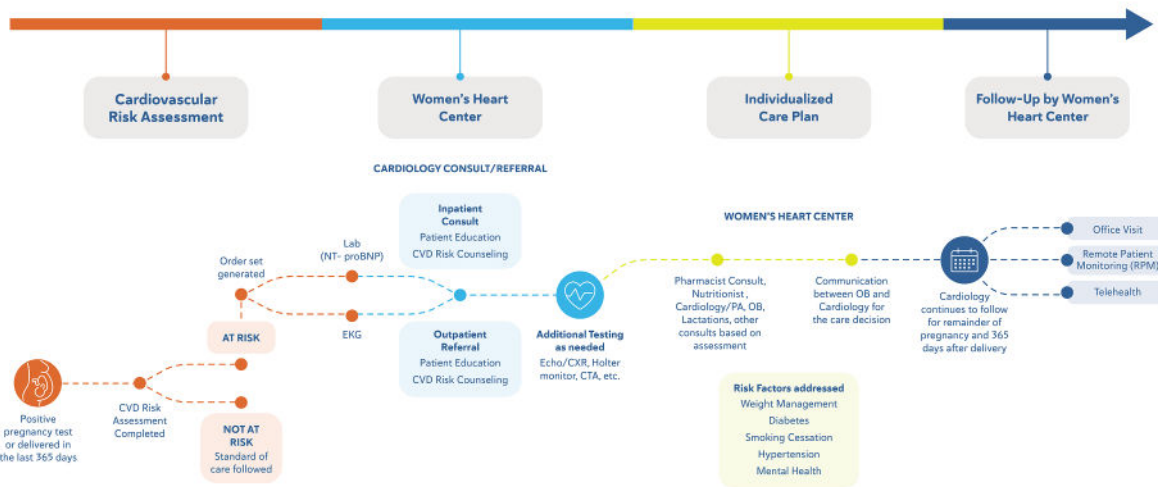 Cardiovascular
Risk Assessment
Women's Heart
Center
Individualized
Care Plan
Follow-Up by Women's
Heart Center
CARDIOLOGY CONSULT/REFERRAL
Positive
pregnancy test
or delivered in
the last 365 days
CVD Risk
Assessment
Completed
AT RISK
NOT AT
RISK
Standard of
care followed
Order set
generated
Lab
(NT- proBNP)
EKG
Inpatient
Consult
Patient Education
CVD Risk Counseling
Outpatient
Referral
Patient Education
CVD Risk Counseling
Additional Testing
as needed
Echo/CXR, Holter
monitor, CTA, etc.
WOMEN'S HEART CENTER
Pharmacist Consult,
Nutritionist ,
Cardiology/PA, OB,
Lactations, other
consults based on
assessment
Communication
between OB and
Cardiology for
the care decision
Risk Factors addressed
Weight Management
Diabetes
Smoking Cessation
Hypertension
Mental Health
Cardiology
continues to follow
for remainder of
pregnancy and 365
days after delivery
Office Visit
Remote Patient
Monitoring (RPM)
Telehealth